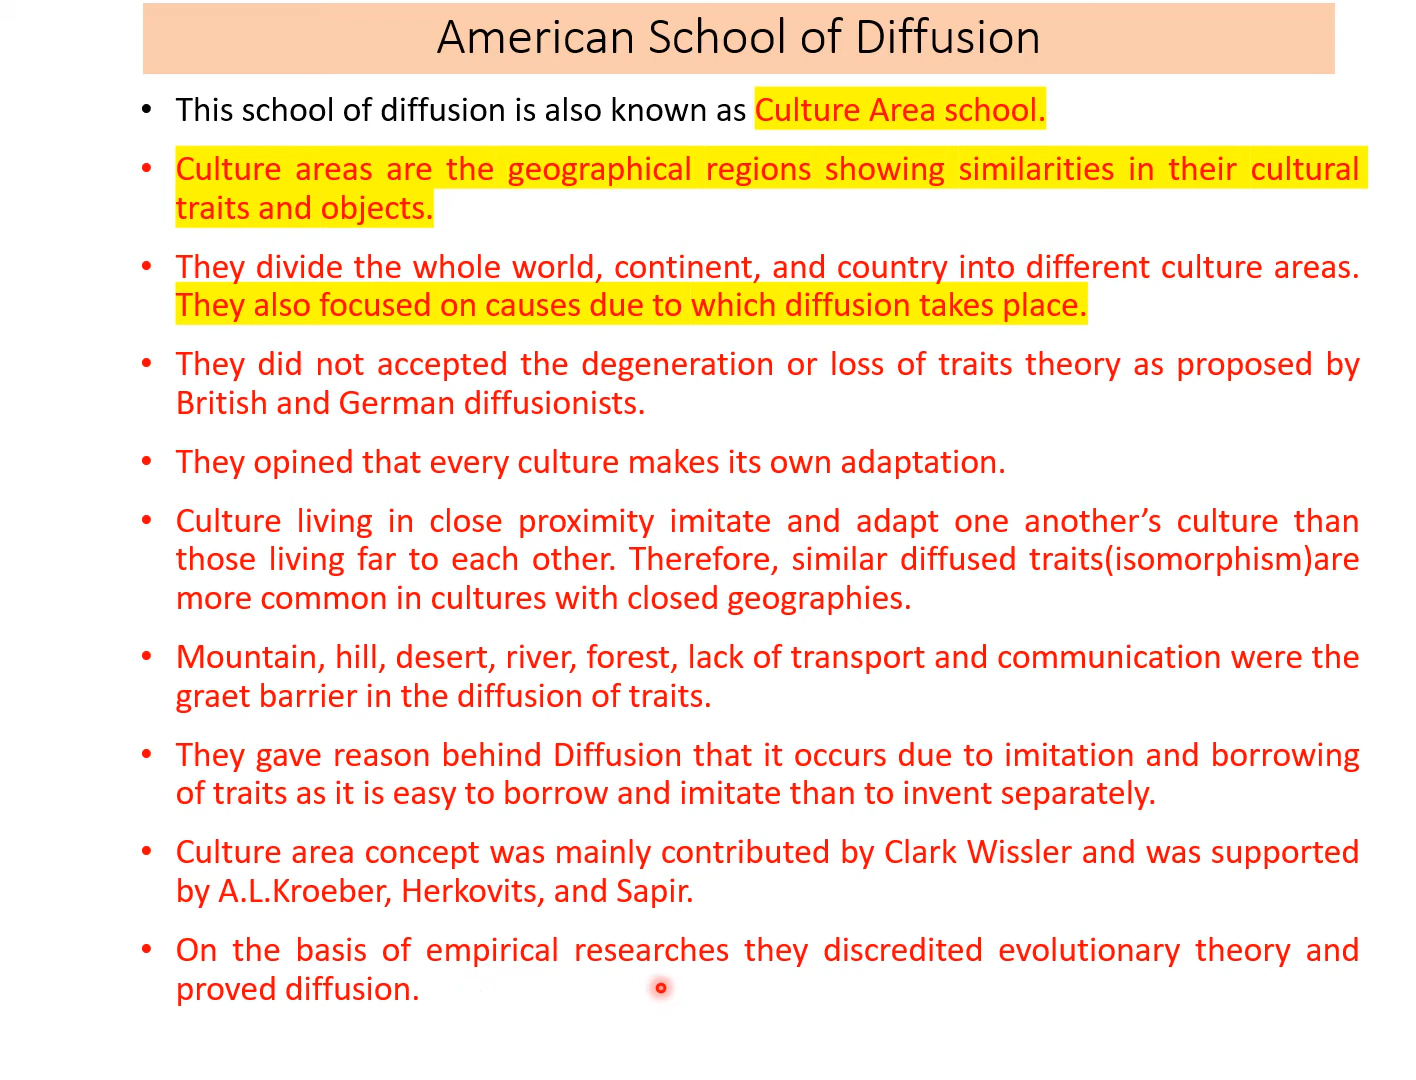 American School of Diffusion
• This school of diffusion is also known as Culture Area school.
• Culture areas are the geographical regions showing similarities in their cultural
traits and objects.
• They divide the whole world, continent, and country into different culture areas.
They also focused on causes due to which diffusion takes place.
• They did not accepted the degeneration or loss of traits theory as proposed by
British and German diffusionists.
• They opined that every culture makes its own adaptation.
• Culture living in close proximity imitate and adapt one another’s culture than
those living far to each other. Therefore, similar diffused traits(isomorphism)are
more common in cultures with closed geographies.
• Mountain, hill, desert, river, forest, lack of transport and communication were the
graet barrier in the diffusion of traits.
• They gave reason behind Diffusion that it occurs due to imitation and borrowing
of traits as it is easy to borrow and imitate than to invent separately.
• Culture area concept was mainly contributed by Clark Wissler and was supported
by A.L.Kroeber, Herkovits, and Sapir.
• On the basis of empirical researches they discredited evolutionary theory and
proved diffusion.